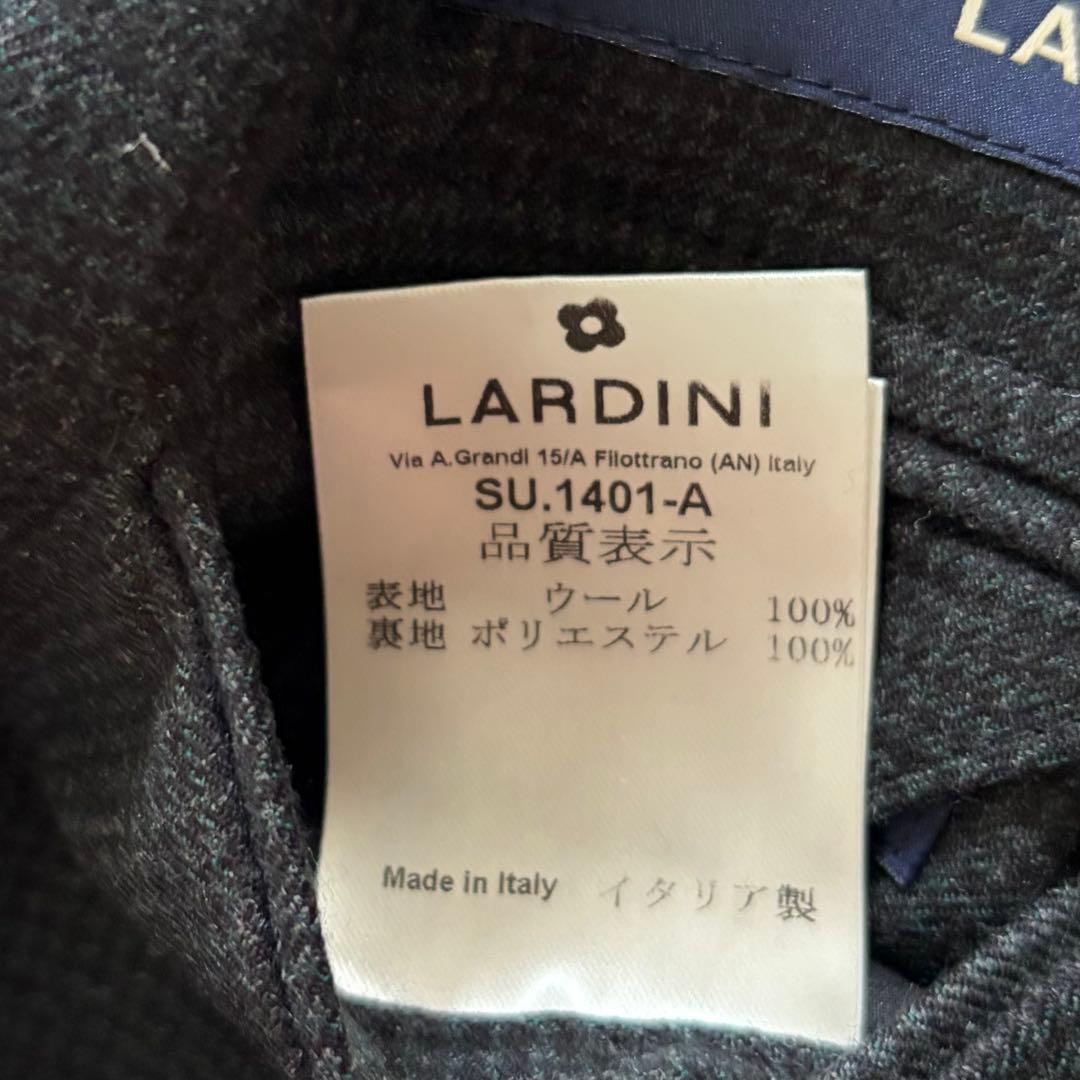 LA
LARDINI
Via A.Grandi 15/A Filottrano (AN) Italy
SU.1401-A
品質表示
表地 ウール 100%
裏地 ポリエステル 100%
Made in Italy イタリア製